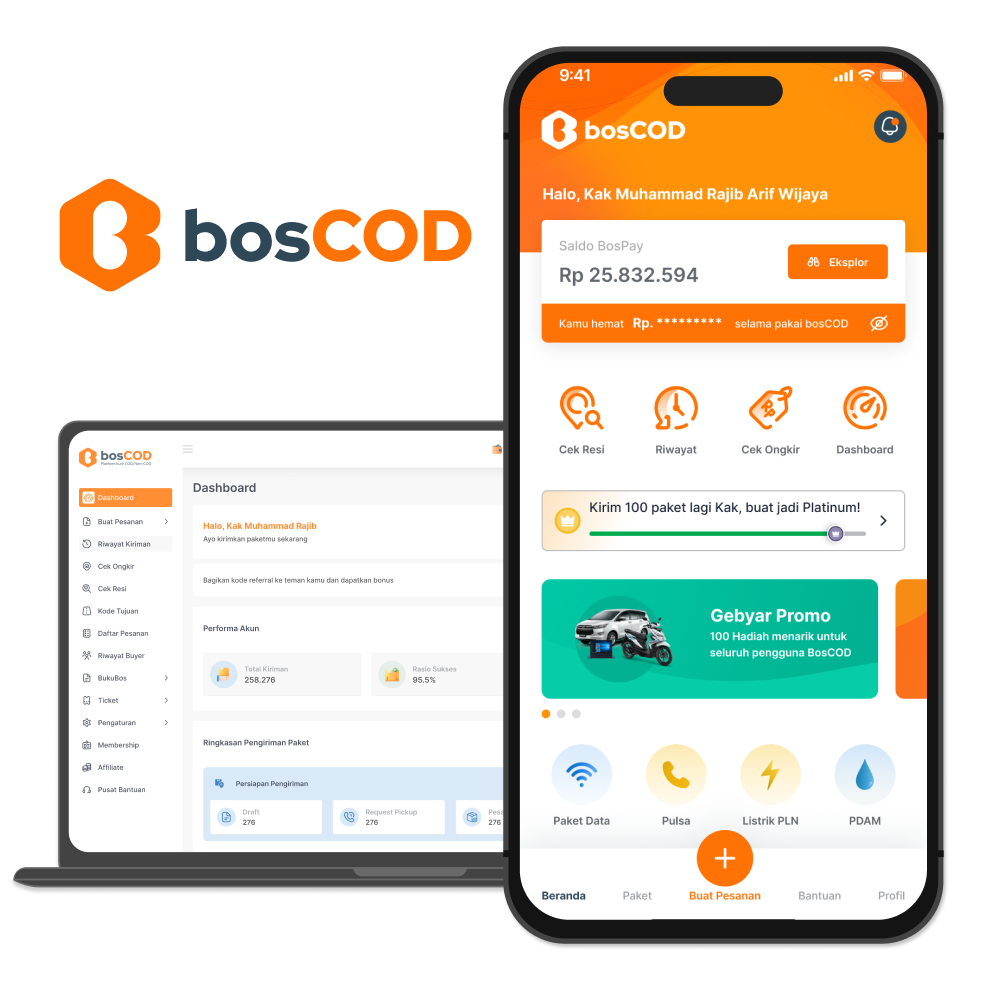 bosCOD
9:41
bosCOD
Halo, Kak Muhammad Rajib Arif Wijaya
Saldo BosPay
Rp 25.832.594
Eksplor
Kamu hemat Rp. ********* selama pakai bosCOD
Cek Resi
Riwayat
Cek Ongkir
Dashboard
Kirim 100 paket lagi Kak, buat jadi Platinum!
Gebyar Promo
100 Hadiah menarik untuk
seluruh pengguna BosCOD
Paket Data
Pulsa
Listrik PLN
PDAM
Beranda
Paket
Buat Pesanan
Bantuan
Profil
bosCOD
Dashboard
Buat Pesanan
Riwayat Kiriman
Cek Ongkir
Cek Resi
Kode Tujuan
Daftar Pesanan
Riwayat Buyer
BukuBos
Ticket
Pengaturan
Membership
Affiliate
Pusat Bantuan
Dashboard
Halo, Kak Muhammad Rajib
Ayo kirimkan paketmu sekarang
Bagikan kode referral ke teman kamu dan dapatkan bonus
Performa Akun
Total Kiriman
258.276
Rasio Sukses
95.5%
Ringkasan Pengiriman Paket
Persiapan Pengiriman
Draft
276
Request Pickup
276
Pesa
276